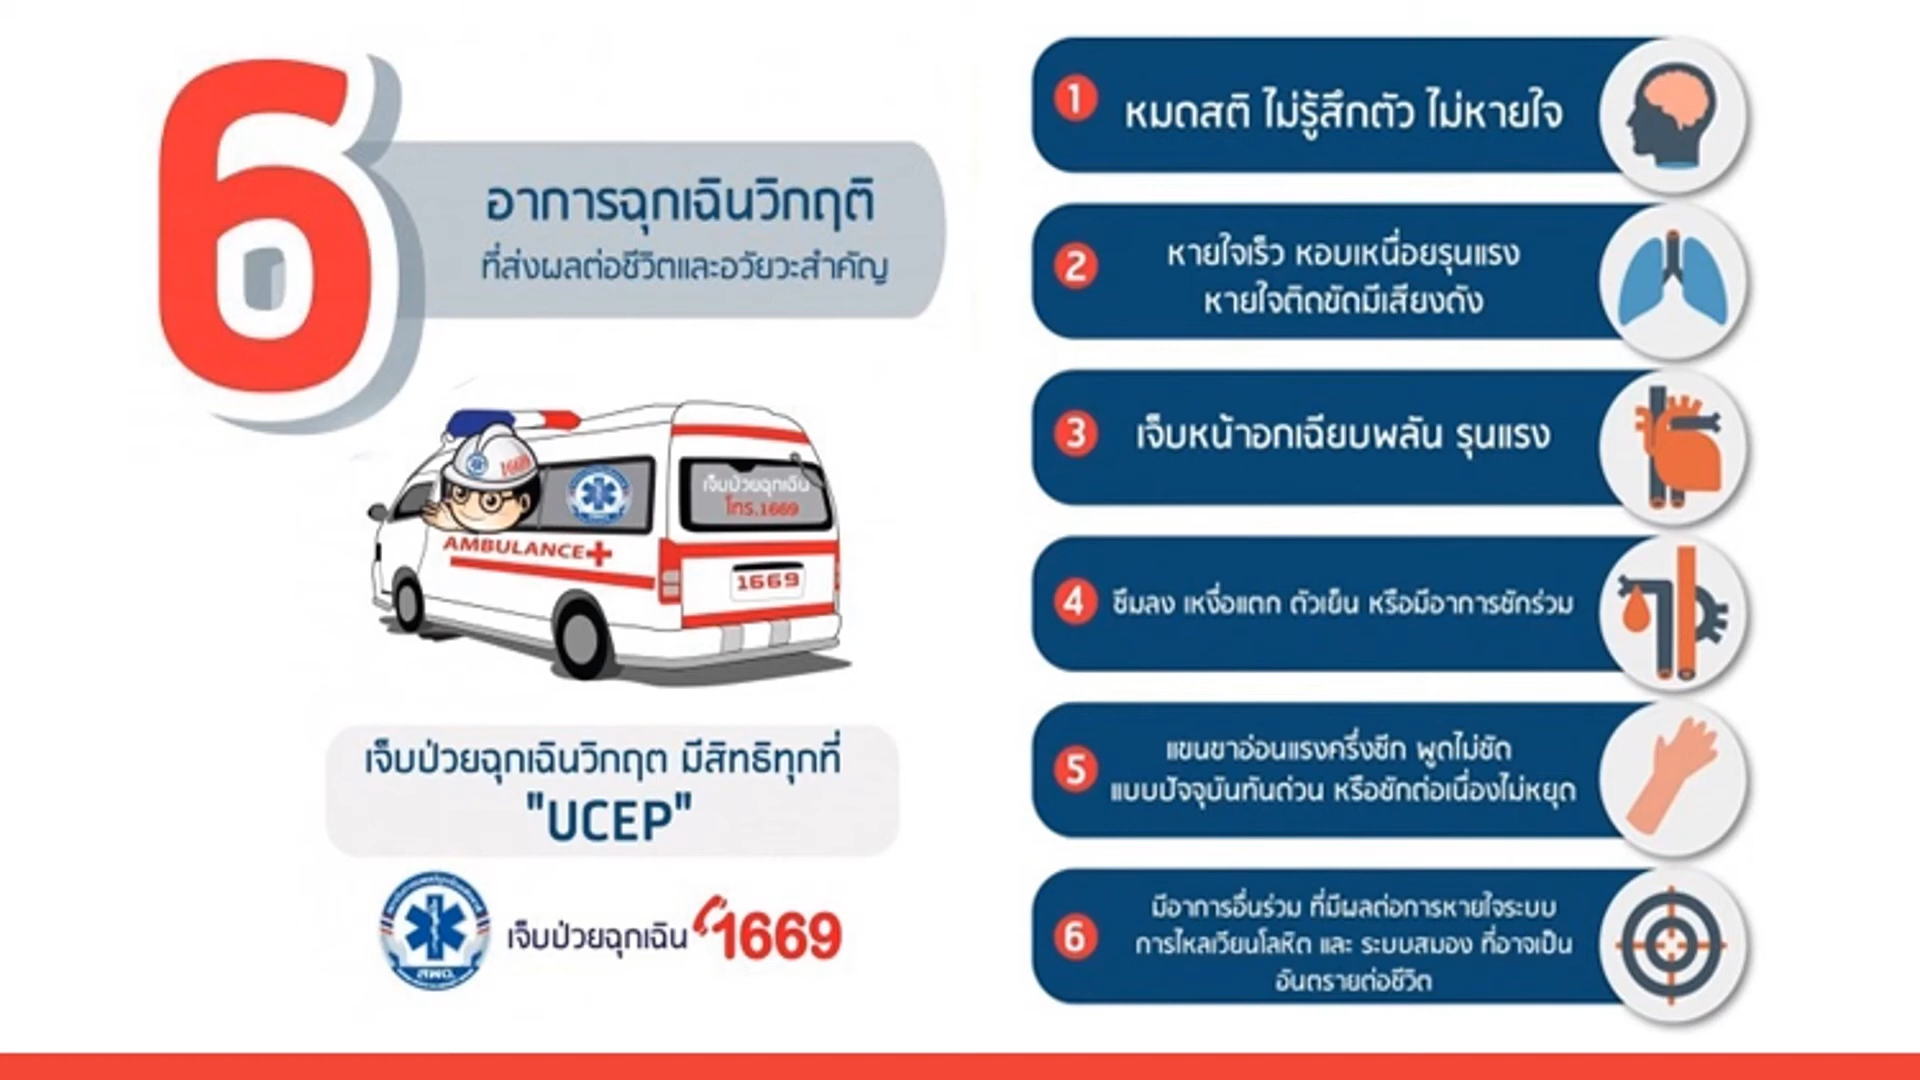 6
อาการฉุกเฉินวิกฤติ
ที่ส่งผลต่อชีวิตและอวัยวะสำคัญ
1669
เจ็บป่วยฉุกเฉิน
โทร.1669
AMBULANCE
1669
เจ็บป่วยฉุกเฉินวิกฤต มีสิทธิทุกที่
"UCEP"
สพฉ.
เจ็บป่วยฉุกเฉิน 1669
1 หมดสติ ไม่รู้สึกตัว ไม่หายใจ
2 หายใจเร็ว หอบเหนื่อยรุนแรง
หายใจติดขัดมีเสียงดัง
3 เจ็บหน้าอกเฉียบพลัน รุนแรง
4 ซึมลง เหงื่อแตก ตัวเย็น หรือมีอาการชักร่วม
5 แขนขาอ่อนแรงครึ่งซีก พูดไม่ชัด
แบบปัจจุบันทันด่วน หรือชักต่อเนื่องไม่หยุด
6 มีอาการอื่นร่วม ที่มีผลต่อการหายใจระบบ
การไหลเวียนโลหิต และ ระบบสมอง ที่อาจเป็น
อันตรายต่อชีวิต